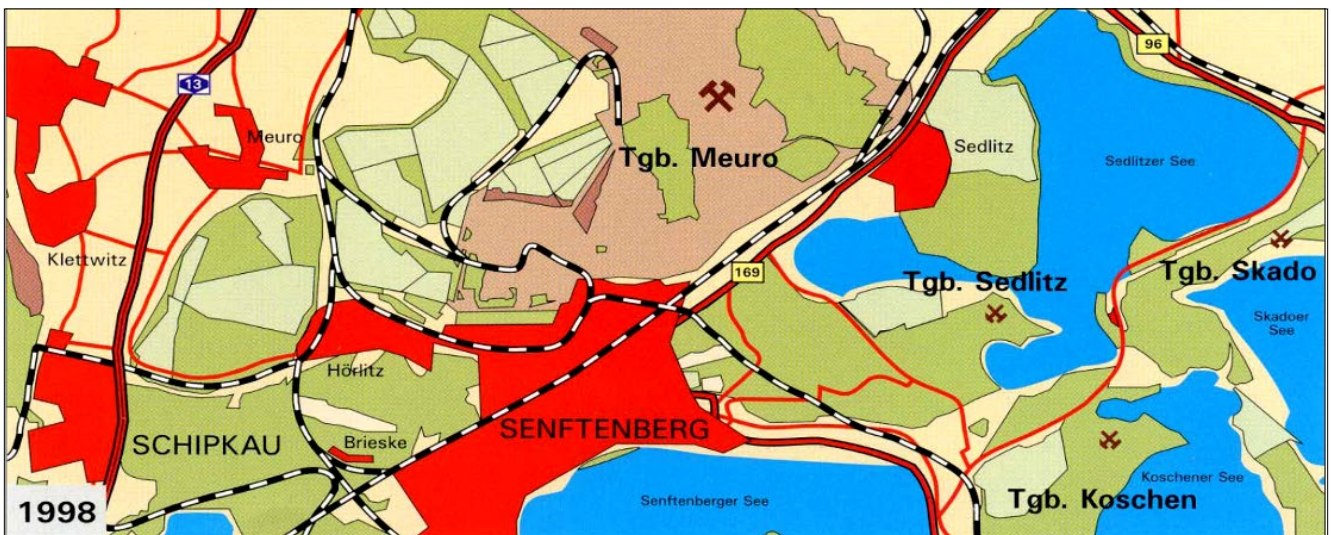 96
13
Meuro
Sedlitz
Tgb. Meuro
Sedlitzer See
Klettwitz
169
Tgb. Skado
Tgb. Sedlitz
Skadoer
See
Hörlitz
SENFTENBERG
SCHIPKAU
Brieske
Koschener See
Senftenberger See
Tgb. Koschen
1998